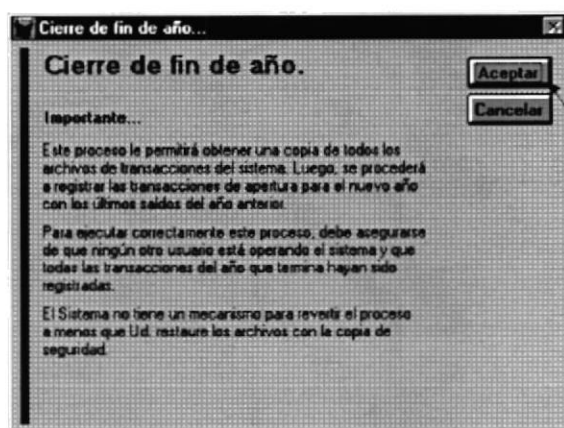 Cierre de fin de año...
Cierre de fin de año.
Aceptar
Cancelar
Importante...
Este proceso le permitirá obtener una copia de todos los
archivos de transacciones del sistema. Luego, se procederá
a registrar las transacciones de apertura para el nuevo año
con los últimos saldos del año anterior.
Para ejecutar correctamente este proceso, debe asegurarse
de que ningún otro usuario está operando el sistema y que
todas las transacciones del año que termina hayan sido
registradas.
El Sistema no tiene un mecanismo para revertir el proceso
a menos que Ud. restaure los archivos con la copia de
seguridad.